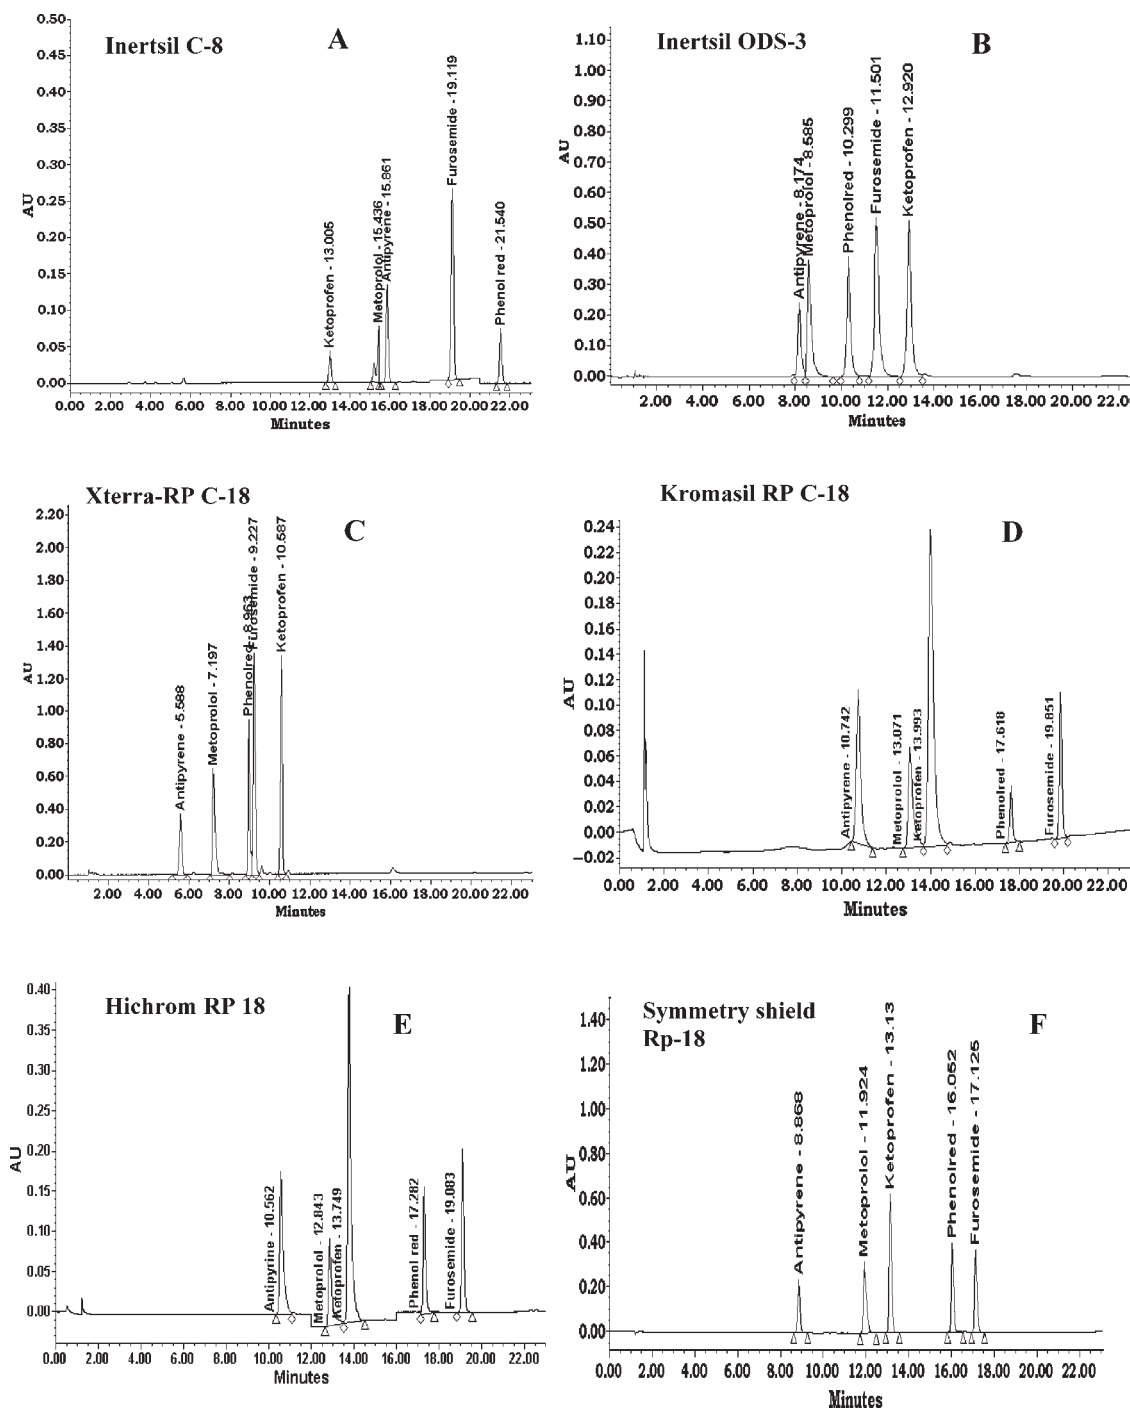 Inertsil C-8
A
0.50
0.45
0.40
0.35
0.30
0.25
0.20
0.15
0.10
0.05
0.00
AU
Ketoprofen - 13.005
Metoprolol - 15.436
Antipyrene - 15.861
Furosemide - 19.119
Phenol red - 21.540
0.00 2.00 4.00 6.00 8.00 10.00 12.00 14.00 16.00 18.00 20.00 22.00
Minutes
Inertsil ODS-3
B
1.10
1.00
0.90
0.80
0.70
0.60
0.50
0.40
0.30
0.20
0.10
0.00
AU
Antipyrene - 8.174
Metoprolol - 8.585
Phenolred - 10.299
Furosemide - 11.501
Ketoprofen - 12.920
2.00 4.00 6.00 8.00 10.00 12.00 14.00 16.00 18.00 20.00 22.0
Minutes
Xterra-RP C-18
C
2.20
2.00
1.80
1.60
1.40
1.20
1.00
0.80
0.60
0.40
0.20
0.00
AU
Antipyrene - 5.588
Metoprolol - 7.197
Phenolred - 8.963
Furosemide - 9.227
Ketoprofen - 10.587
0.00 2.00 4.00 6.00 8.00 10.00 12.00 14.00 16.00 18.00 20.00 22.00
Minutes
Kromasil RP C-18
D
0.24
0.22
0.20
0.18
0.16
0.14
0.12
0.10
0.08
0.06
0.04
0.02
0.00
−0.02
AU
Antipyrene - 10.742
Metoprolol - 13.071
Ketoprofen - 13.993
Phenolred - 17.618
Furosemide - 19.851
0.00 2.00 4.00 6.00 8.00 10.00 12.00 14.00 16.00 18.00 20.00 22.00
Minutes
Hichrom RP 18
E
0.40
0.35
0.30
0.25
0.20
0.15
0.10
0.05
0.00
AU
Antipyrine - 10.562
Metoprolol - 12.843
Ketoprofen - 13.749
Phenol red - 17.282
Furosemide - 19.083
0.00 2.00 4.00 6.00 8.00 10.00 12.00 14.00 16.00 18.00 20.00 22.00
Minutes
Symmetry shield
Rp-18
F
1.40
1.20
1.00
0.80
0.60
0.40
0.20
0.00
AU
Antipyrene - 8.868
Metoprolol - 11.924
Ketoprofen - 13.13
Phenolred - 16.052
Furosemide - 17.125
0.00 2.00 4.00 6.00 8.00 10.00 12.00 14.00 16.00 18.00 20.00 22.00
Minutes